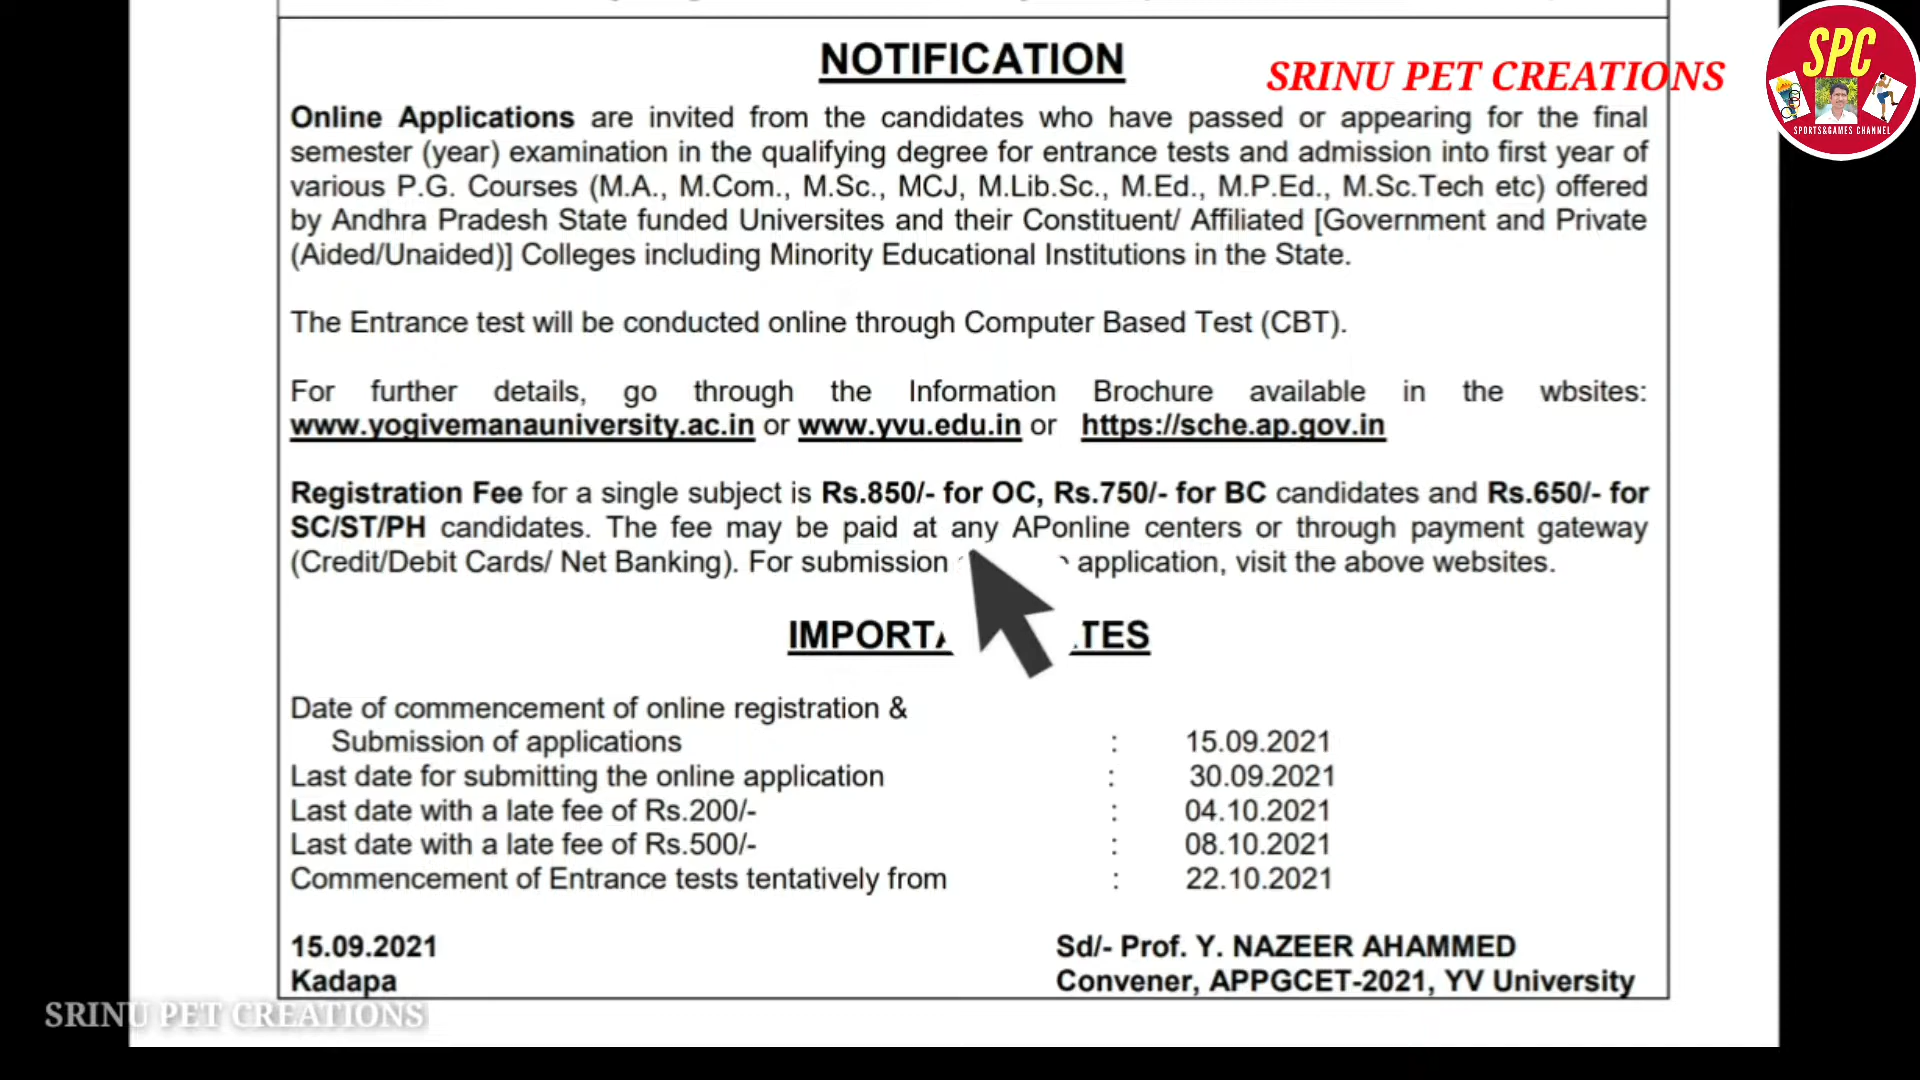 NOTIFICATION
SRINU PET CREATIONS
SPC
SPORTS&GAMES CHANNEL
Online Applications are invited from the candidates who have passed or appearing for the final
semester (year) examination in the qualifying degree for entrance tests and admission into first year of
various P.G. Courses (M.A., M.Com., M.Sc., MCJ, M.Lib.Sc., M.Ed., M.P.Ed., M.Sc.Tech etc) offered
by Andhra Pradesh State funded Universites and their Constituent/ Affiliated [Government and Private
(Aided/Unaided)] Colleges including Minority Educational Institutions in the State.
The Entrance test will be conducted online through Computer Based Test (CBT).
For further details, go through the Information Brochure available in the wbsites:
www.yogivemanauniversity.ac.in or www.yvu.edu.in or https://sche.ap.gov.in
Registration Fee for a single subject is Rs.850/- for OC, Rs.750/- for BC candidates and Rs.650/- for
SC/ST/PH candidates. The fee may be paid at any APonline centers or through payment gateway
(Credit/Debit Cards/ Net Banking). For submission application, visit the above websites.
IMPORTA TES
Date of commencement of online registration &
Submission of applications : 15.09.2021
Last date for submitting the online application : 30.09.2021
Last date with a late fee of Rs.200/- : 04.10.2021
Last date with a late fee of Rs.500/- : 08.10.2021
Commencement of Entrance tests tentatively from : 22.10.2021
15.09.2021 Sd/- Prof. Y. NAZEER AHAMMED
Kadapa Convener, APPGCET-2021, YV University
SRINU PET CREATIONS